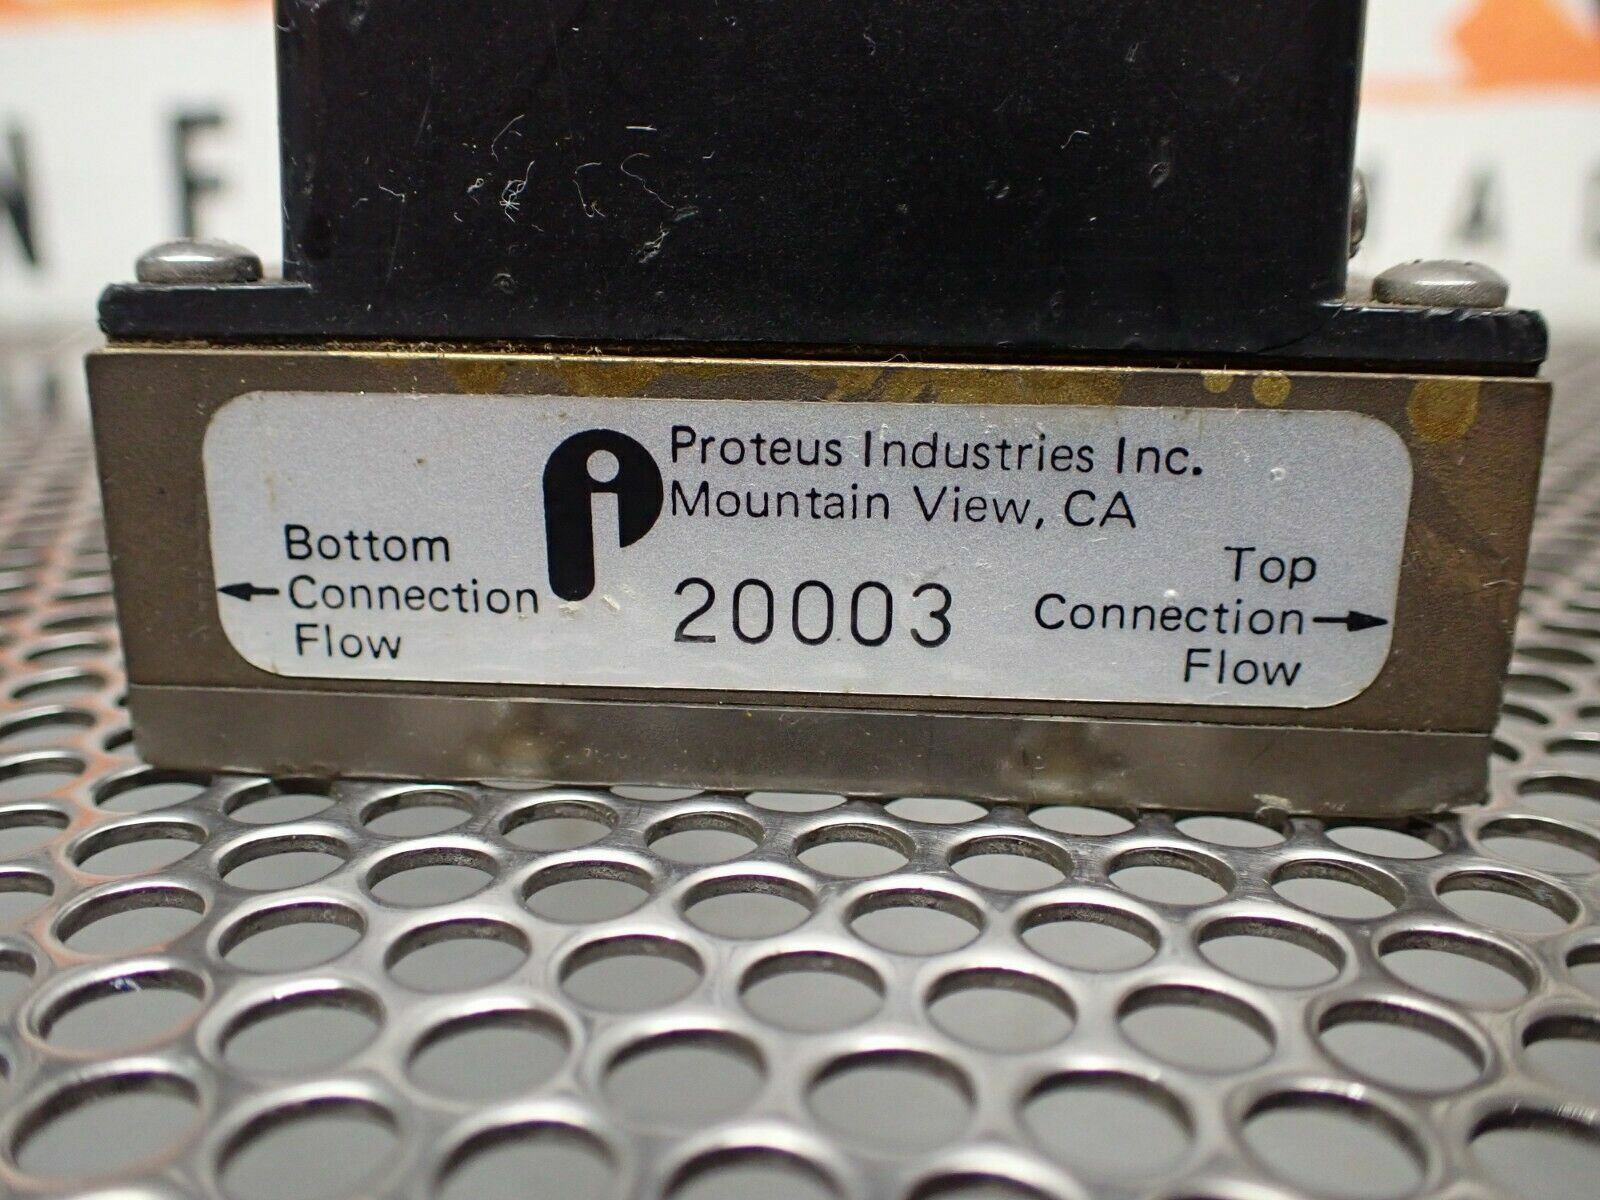 Proteus Industries Inc.
Mountain View, CA
Bottom
Connection
Flow
20003
Top
Connection
Flow